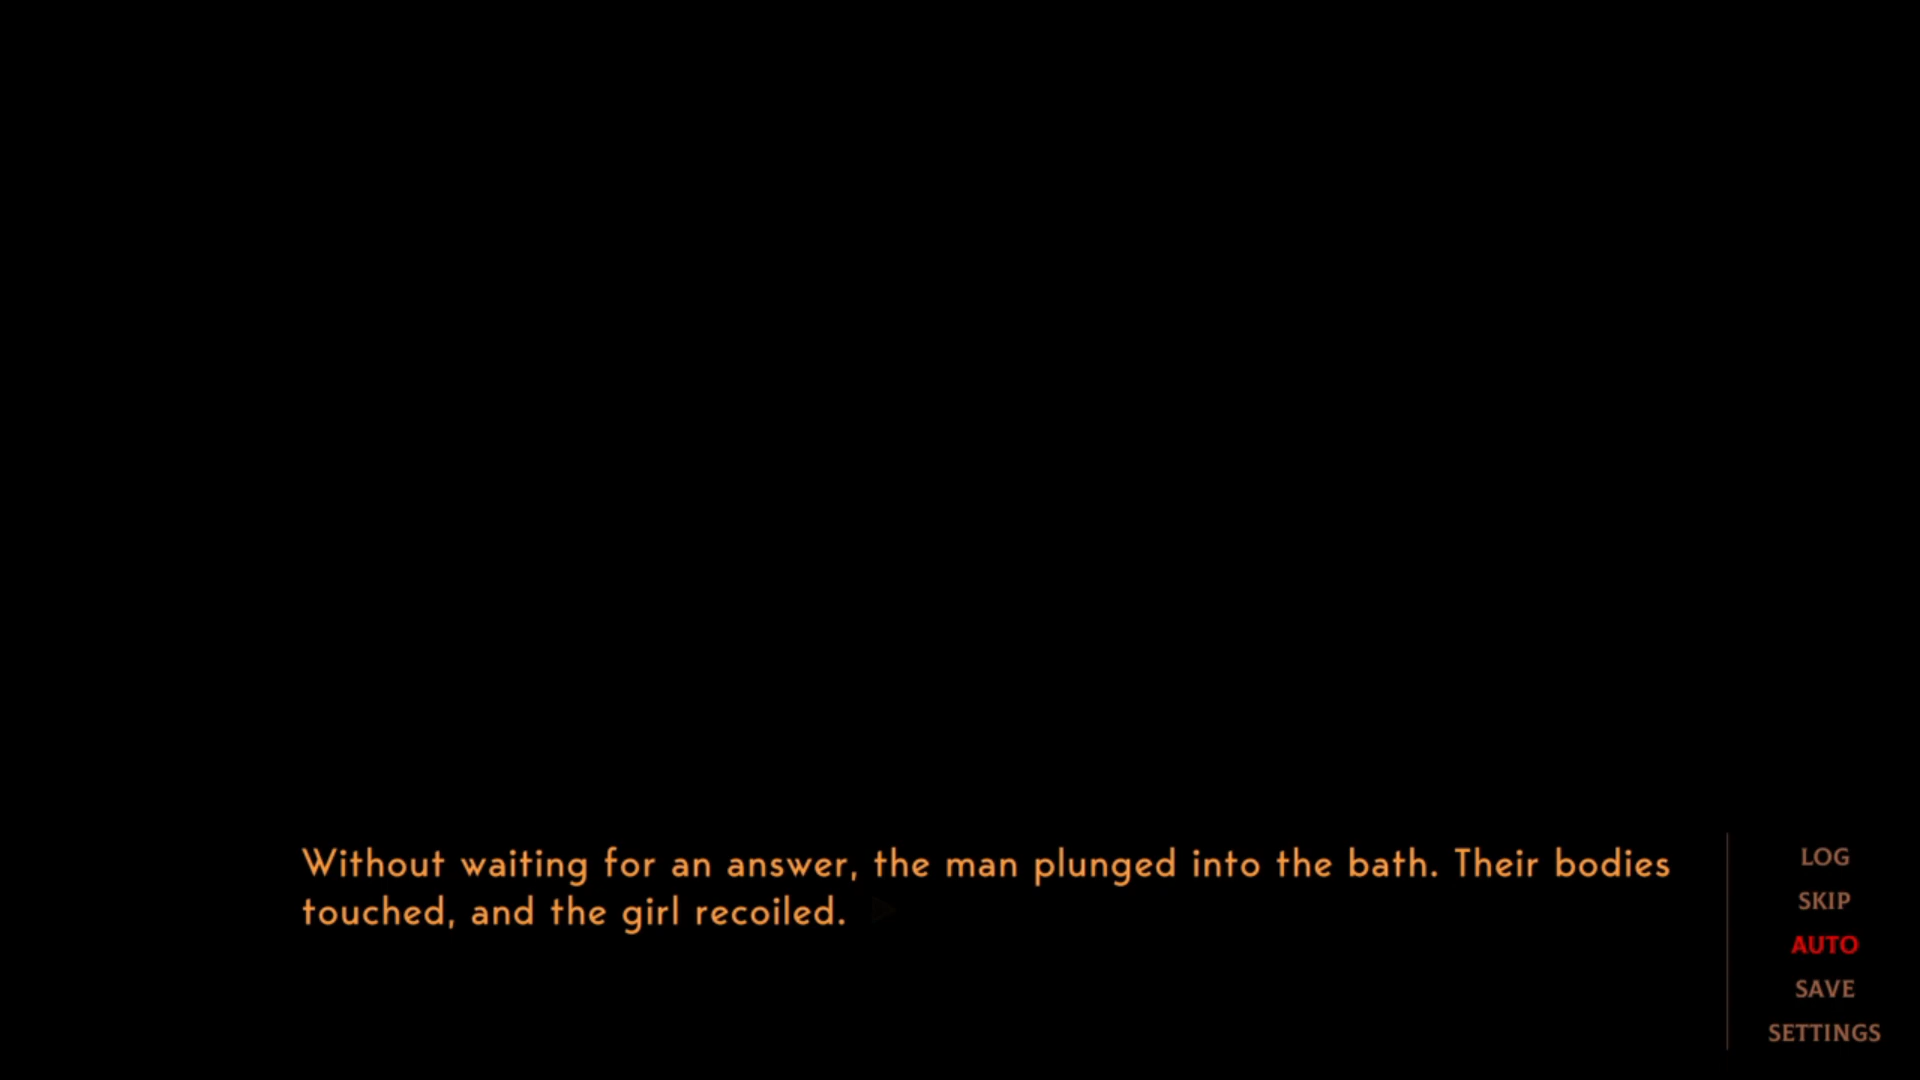 Without waiting for an answer, the man plunged into the bath. Their bodies
touched, and the girl recoiled.
LOG
SKIP
AUTO
SAVE
SETTINGS